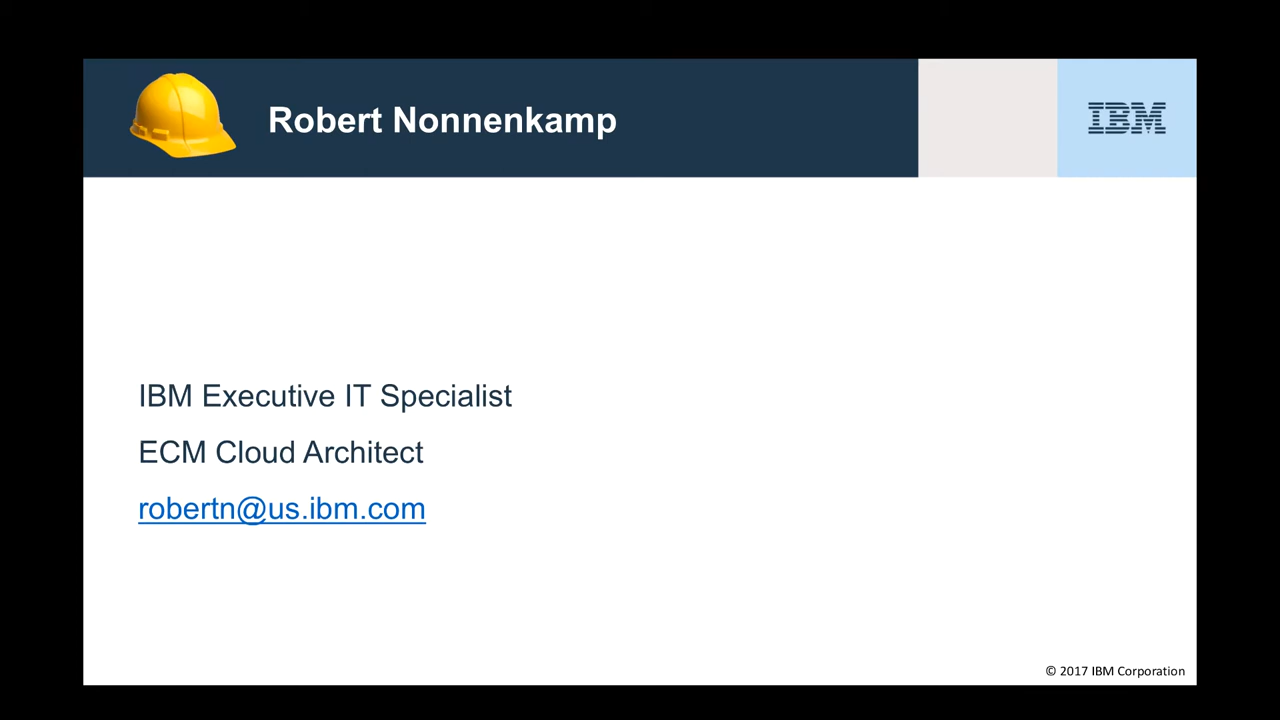 Robert Nonnenkamp
IBM
IBM Executive IT Specialist
ECM Cloud Architect
robertn@us.ibm.com
© 2017 IBM Corporation